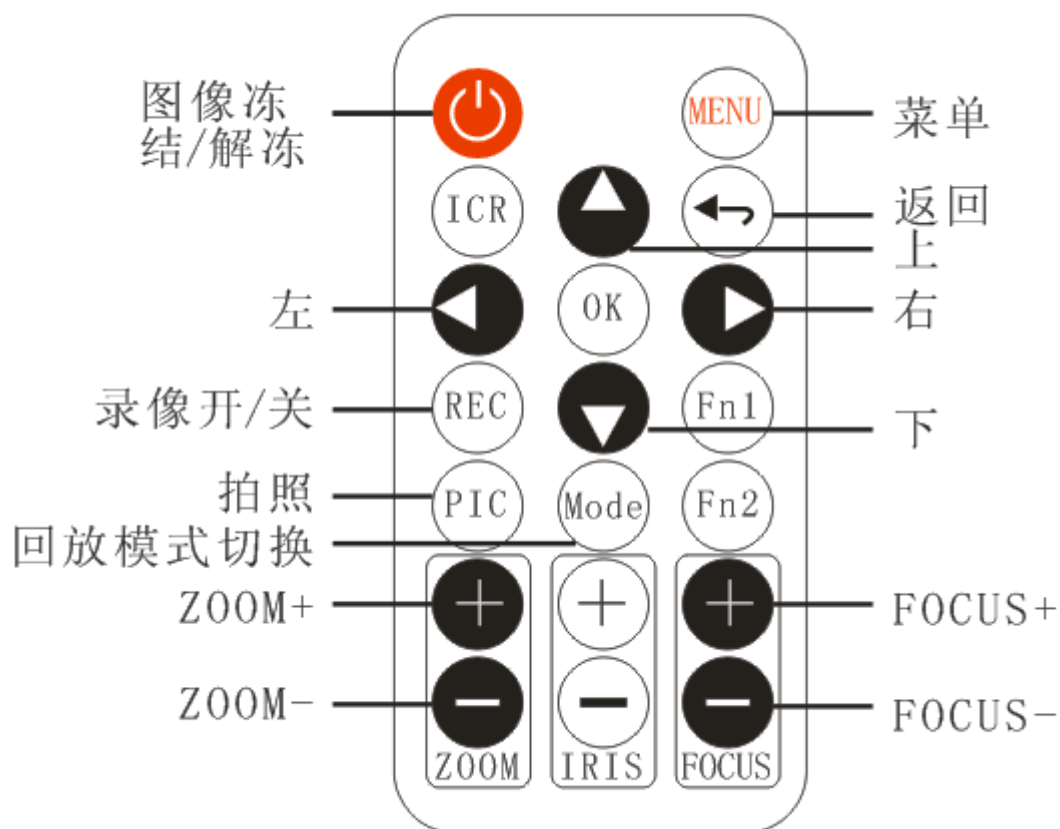 图像冻
结/解冻
MENU
菜单
ICR
返回
上
左
OK
右
录像开/关
REC
Fn1
下
拍照
PIC
Mode
Fn2
回放模式切换
ZOOM+
FOCUS+
ZOOM-
FOCUS-
ZOOM
IRIS
FOCUS